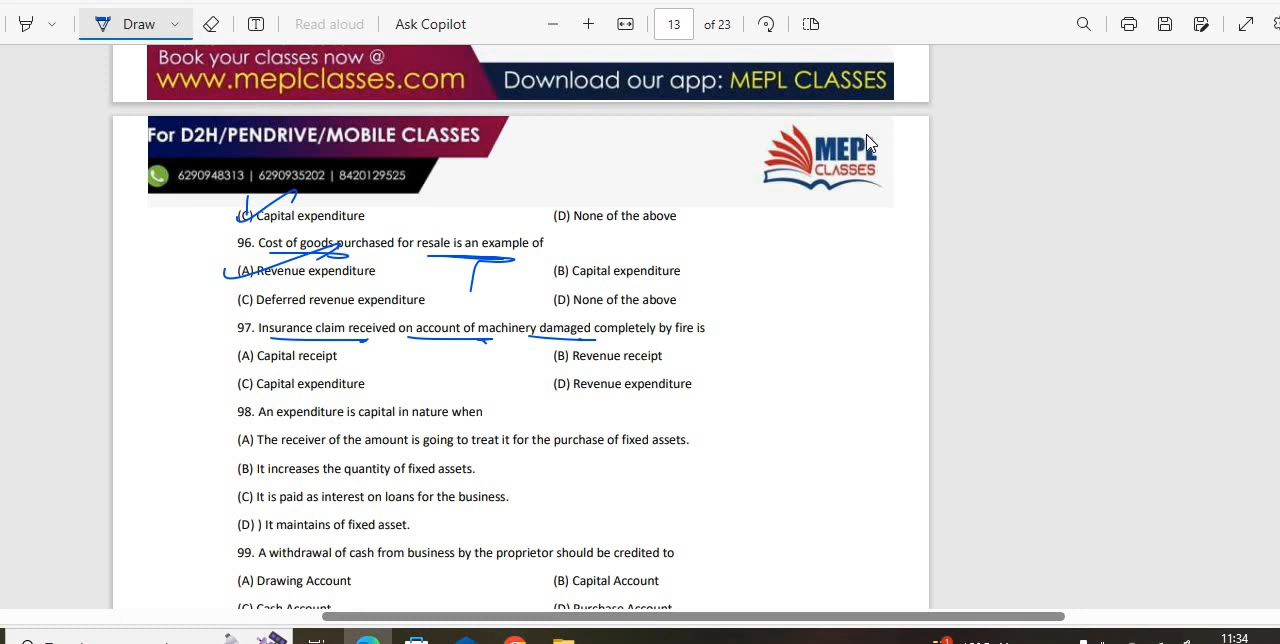 Draw
Read aloud
Ask Copilot
13
of 23
Book your classes now @
www.meplclasses.com
Download our app: MEPL CLASSES
For D2H/PENDRIVE/MOBILE CLASSES
6290948313 | 6290935202 | 8420129525
MEPL
CLASSES
(C) Capital expenditure (D) None of the above
96. Cost of goods purchased for resale is an example of
(A) Revenue expenditure (B) Capital expenditure
(C) Deferred revenue expenditure (D) None of the above
97. Insurance claim received on account of machinery damaged completely by fire is
(A) Capital receipt (B) Revenue receipt
(C) Capital expenditure (D) Revenue expenditure
98. An expenditure is capital in nature when
(A) The receiver of the amount is going to treat it for the purchase of fixed assets.
(B) It increases the quantity of fixed assets.
(C) It is paid as interest on loans for the business.
(D) ) It maintains of fixed asset.
99. A withdrawal of cash from business by the proprietor should be credited to
(A) Drawing Account (B) Capital Account
(C) Cash Account (D) Purchase Account
11:34